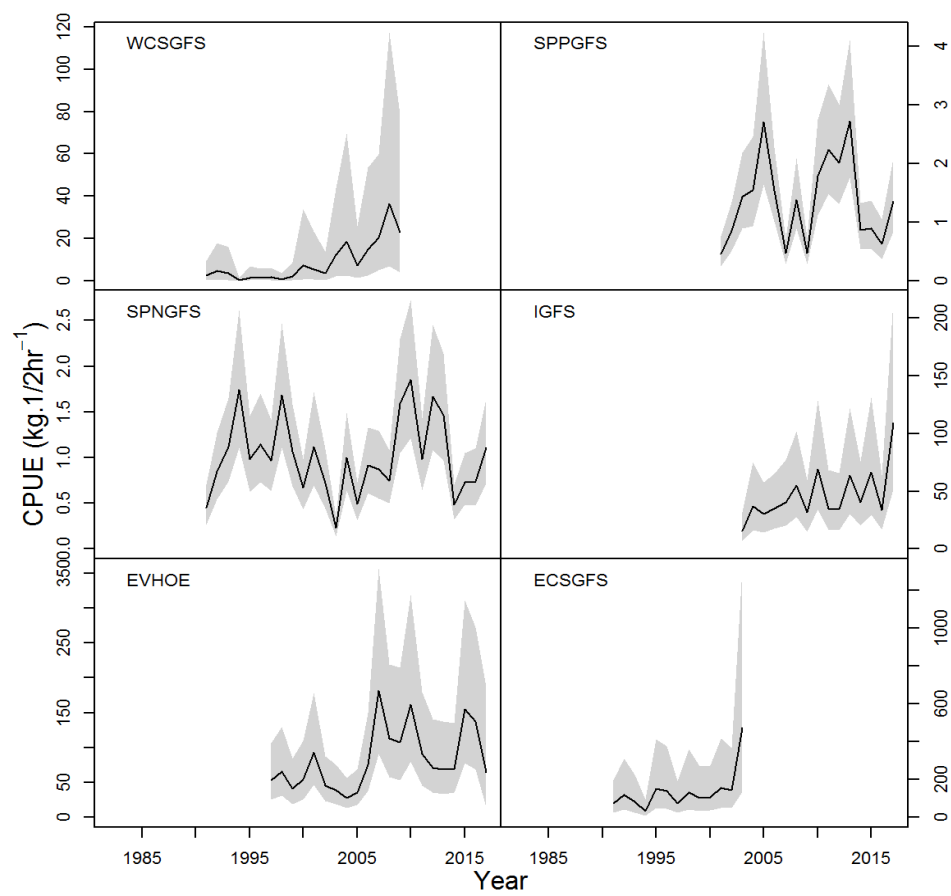 WCSGFS
0 20 40 60 80 100 120
SPPGFS
0 1 2 3 4
SPNGFS
0.0 0.5 1.0 1.5 2.0 2.5
IGFS
0 50 100 150 200
EVHOE
0 50 150 250 350
ECSGFS
0 200 600 1000
CPUE (kg.1/2hr⁻¹)
1985 1995 2005 2015
1985 1995 2005 2015
Year